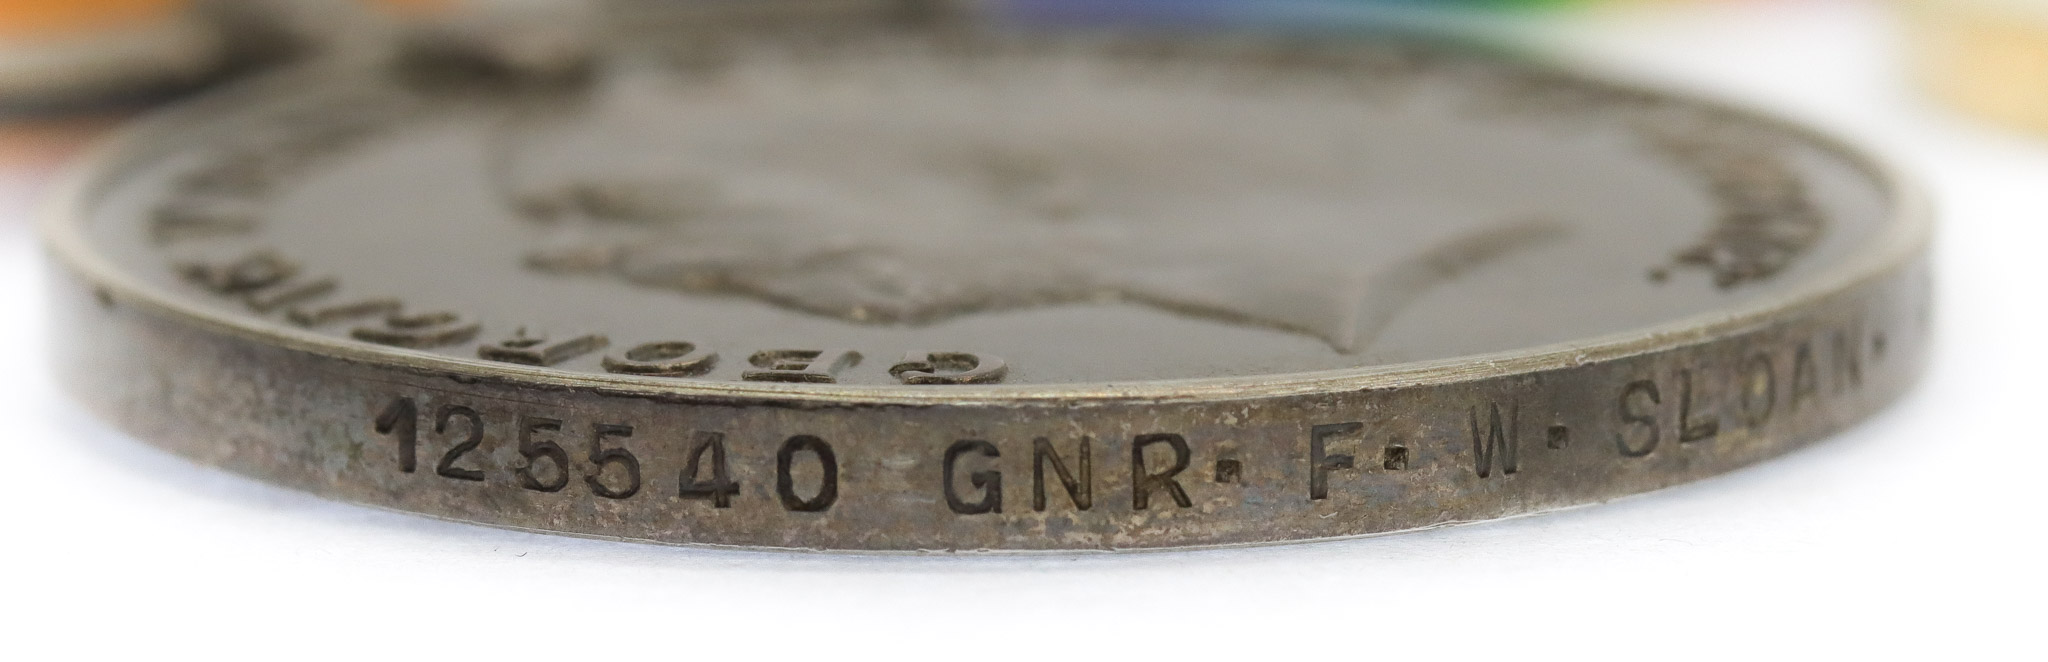 GEORGIVS V
125540 GNR. F. W. SLOAN.